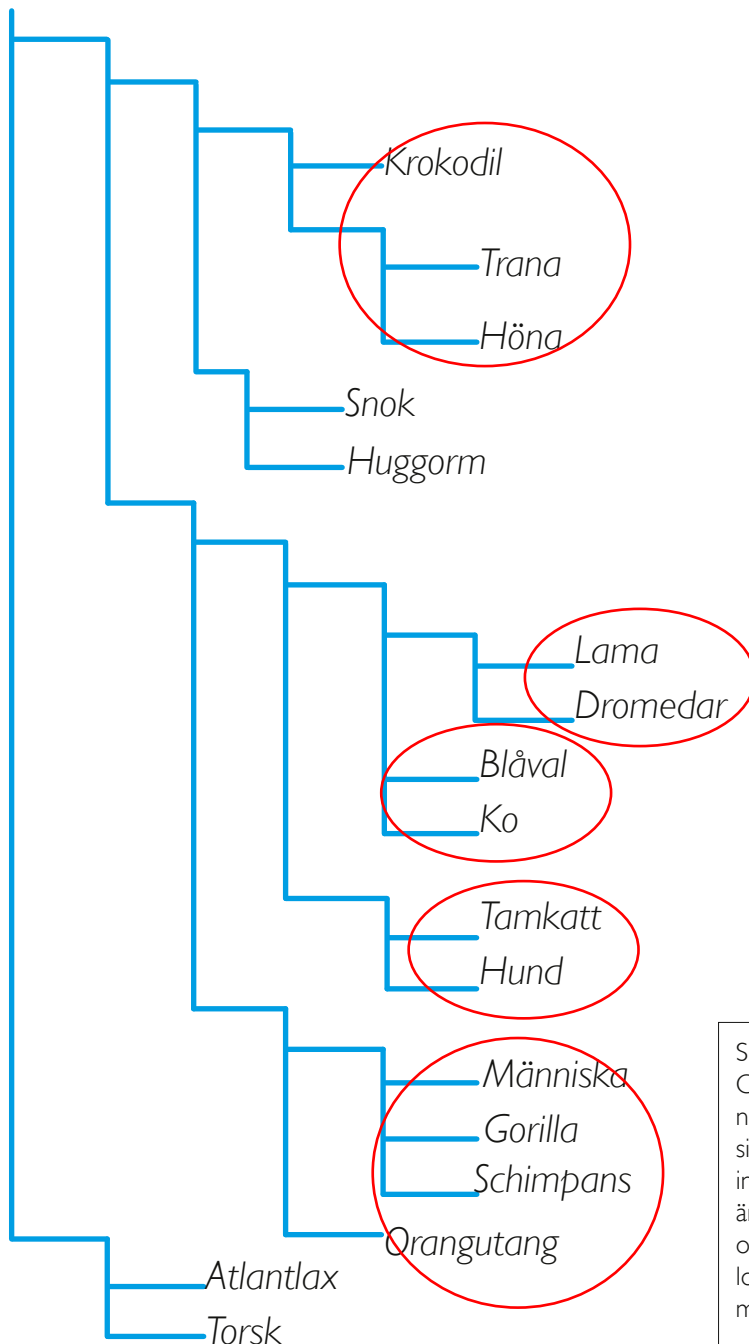 Krokodil
Trana
Höna
Snok
Huggorm
Lama
Dromedar
Blåval
Ko
Tamkatt
Hund
Människa
Gorilla
Schimpans
Orangutang
Atlantlax
Torsk